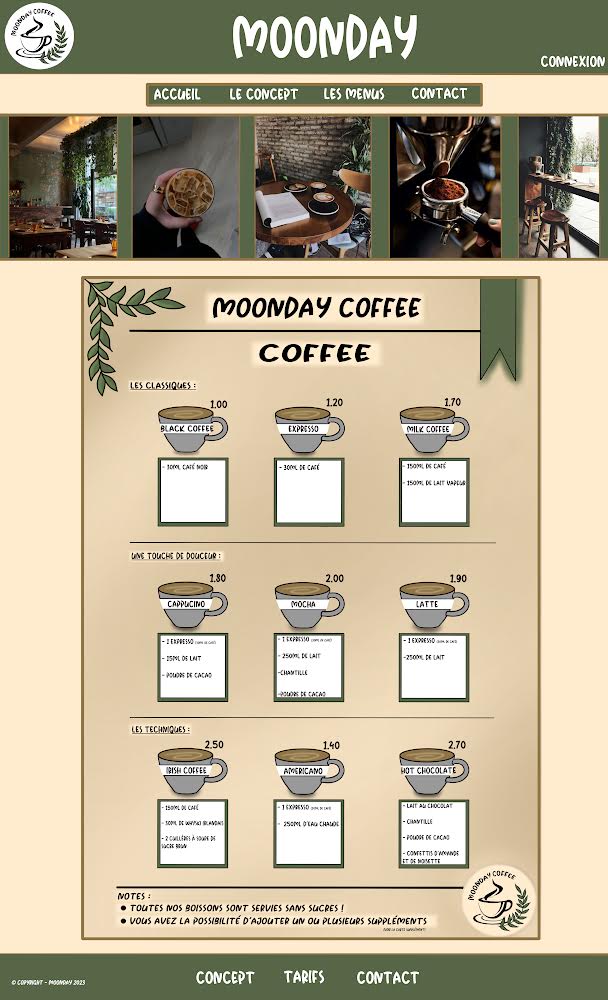 MOONDAY COFFEE
MOONDAY
CONNEXION
ACCUEIL
LE CONCEPT
LES MENUS
CONTACT
MOONDAY COFFEE
COFFEE
LES CLASSIQUES :
1.00
BLACK COFFEE
- 30ML CAFÉ NOIR
1.20
EXPRESSO
- 30ML DE CAFÉ
1.70
MILK COFFEE
- 150ML DE CAFÉ
- 150ML DE LAIT VAPEUR
UNE TOUCHE DE DOUCEUR :
1.80
CAPPUCINO
- 1 EXPRESSO (30ML DE CAFÉ)
- 15ML DE LAIT
- POUDRE DE CACAO
2.00
MOCHA
- 1 EXPRESSO (30ML DE CAFÉ)
- 250ML DE LAIT
-CHANTILLE
-POUDRE DE CACAO
1.90
LATTE
- 1 EXPRESSO (30ML DE CAFÉ)
-250ML DE LAIT
LES TECHNIQUES :
2.50
IRISH COFFEE
- 150ML DE CAFÉ
- 30ML DE WHISKY IRLANDAIS
- 2 CUILLÈRES À SOUPE DE
SUCRE BRUN
1.40
AMERICANO
- 1 EXPRESSO (30ML DE CAFÉ)
- 250ML D'EAU CHAUDE
2.70
HOT CHOCOLATE
- LAIT AU CHOCOLAT
- CHANTILLE
- POUDRE DE CACAO
- CONFETTIS D'AMANDE
ET DE NOISETTE
NOTES :
● TOUTES NOS BOISSONS SONT SERVIES SANS SUCRES !
● VOUS AVEZ LA POSSIBILITÉ D'AJOUTER UN OU PLUSIEURS SUPPLÉMENTS
MOONDAY COFFEE
© COPYRIGHT - MOONDAY 2023
CONCEPT
TARIFS
CONTACT